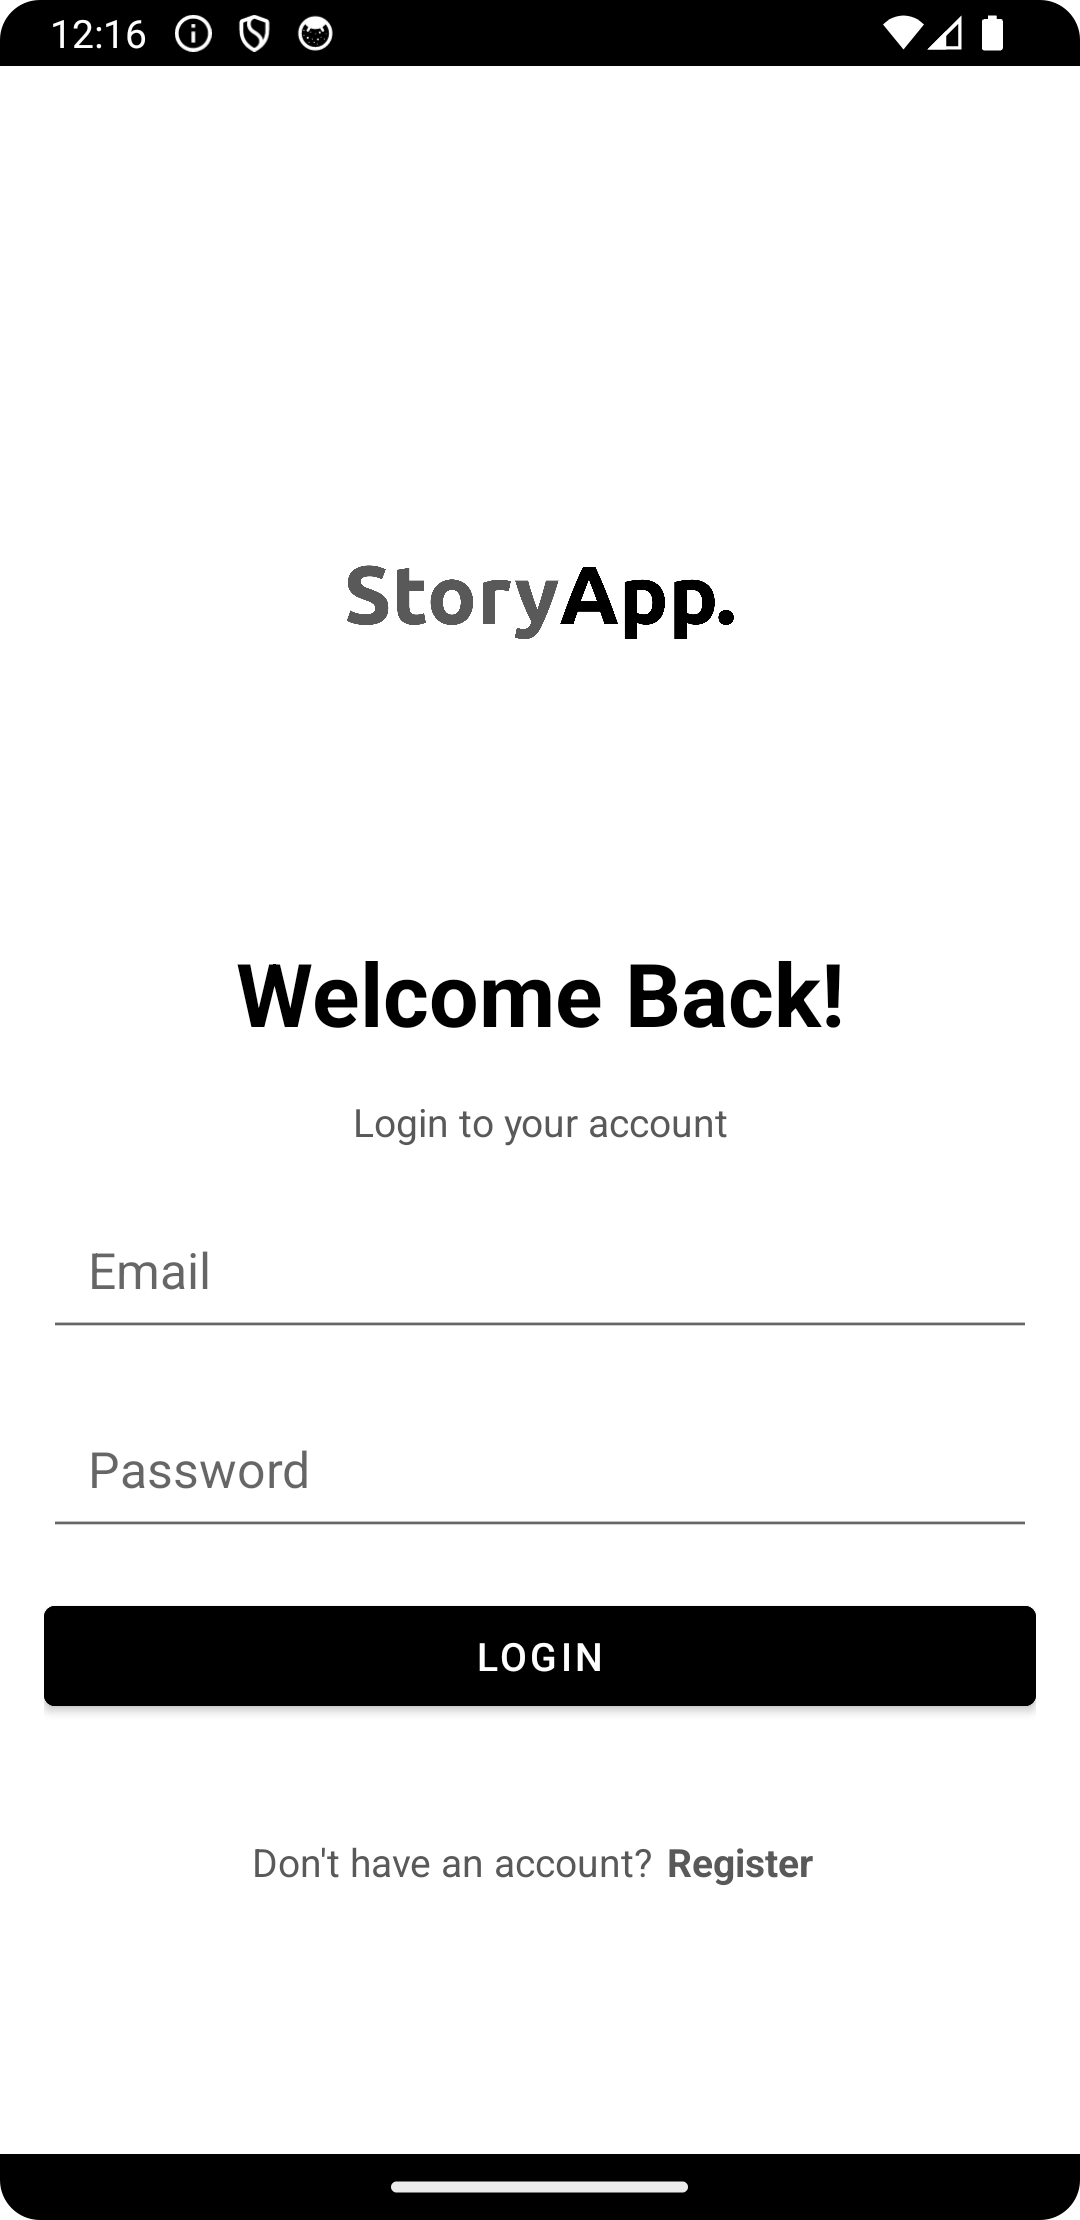 12:16
StoryApp.
Welcome Back!
Login to your account
Email
Password
LOGIN
Don't have an account? Register